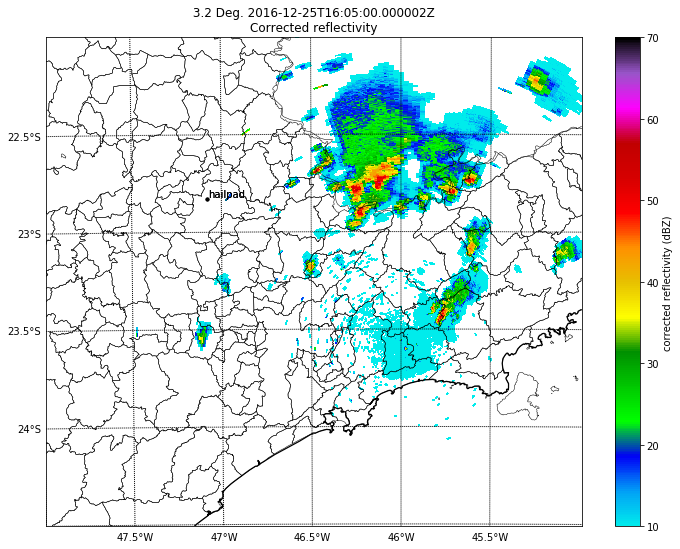 3.2 Deg. 2016-12-25T16:05:00.000002Z
Corrected reflectivity
22.5°S
23°S
23.5°S
24°S
hailpad
47.5°W
47°W
46.5°W
46°W
45.5°W
70
60
50
40
30
20
10
corrected reflectivity (dBZ)